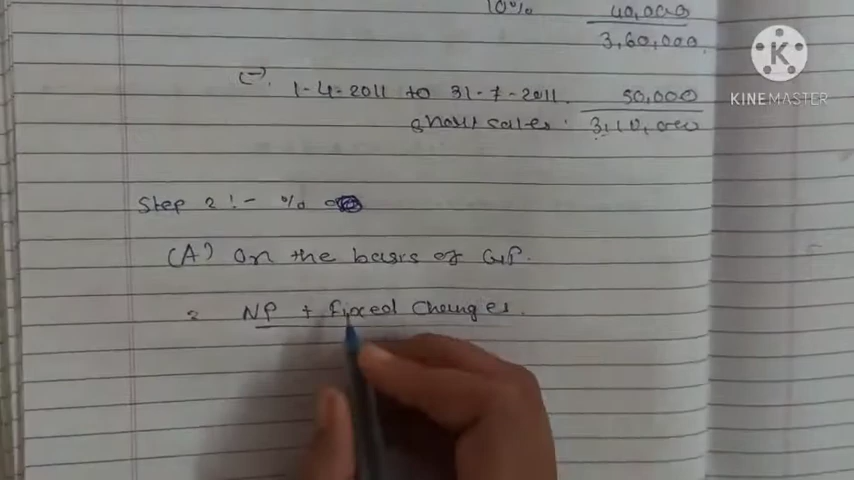 10% 40,000
3,60,000.
(-). 1-4-2011 to 31-7-2011. 50,000
short sales. 3,10,000
Step 2 :- %
(A) On the basis of GP.
= NP + Fixed Charges.
KINEMASTER